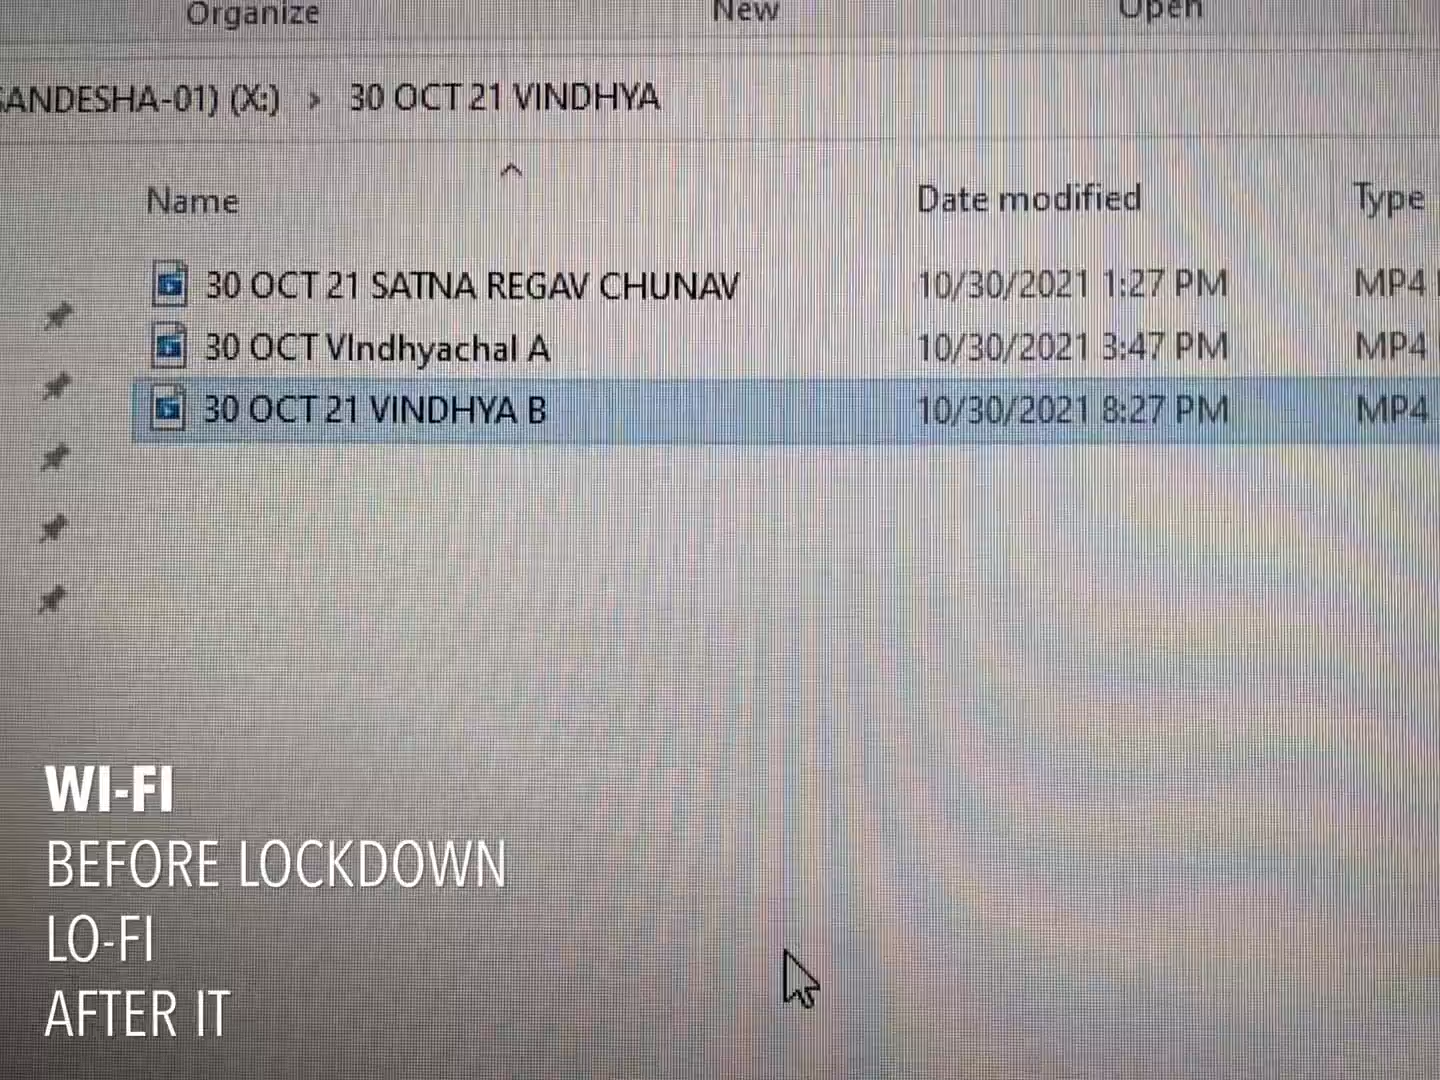 Organize New Open
SANDESHA-01) (X:) > 30 OCT 21 VINDHYA
Name Date modified Type
30 OCT 21 SATNA REGAV CHUNAV 10/30/2021 1:27 PM MP4
30 OCT VIndhyachal A 10/30/2021 3:47 PM MP4
30 OCT 21 VINDHYA B 10/30/2021 8:27 PM MP4
WI-FI
BEFORE LOCKDOWN
LO-FI
AFTER IT